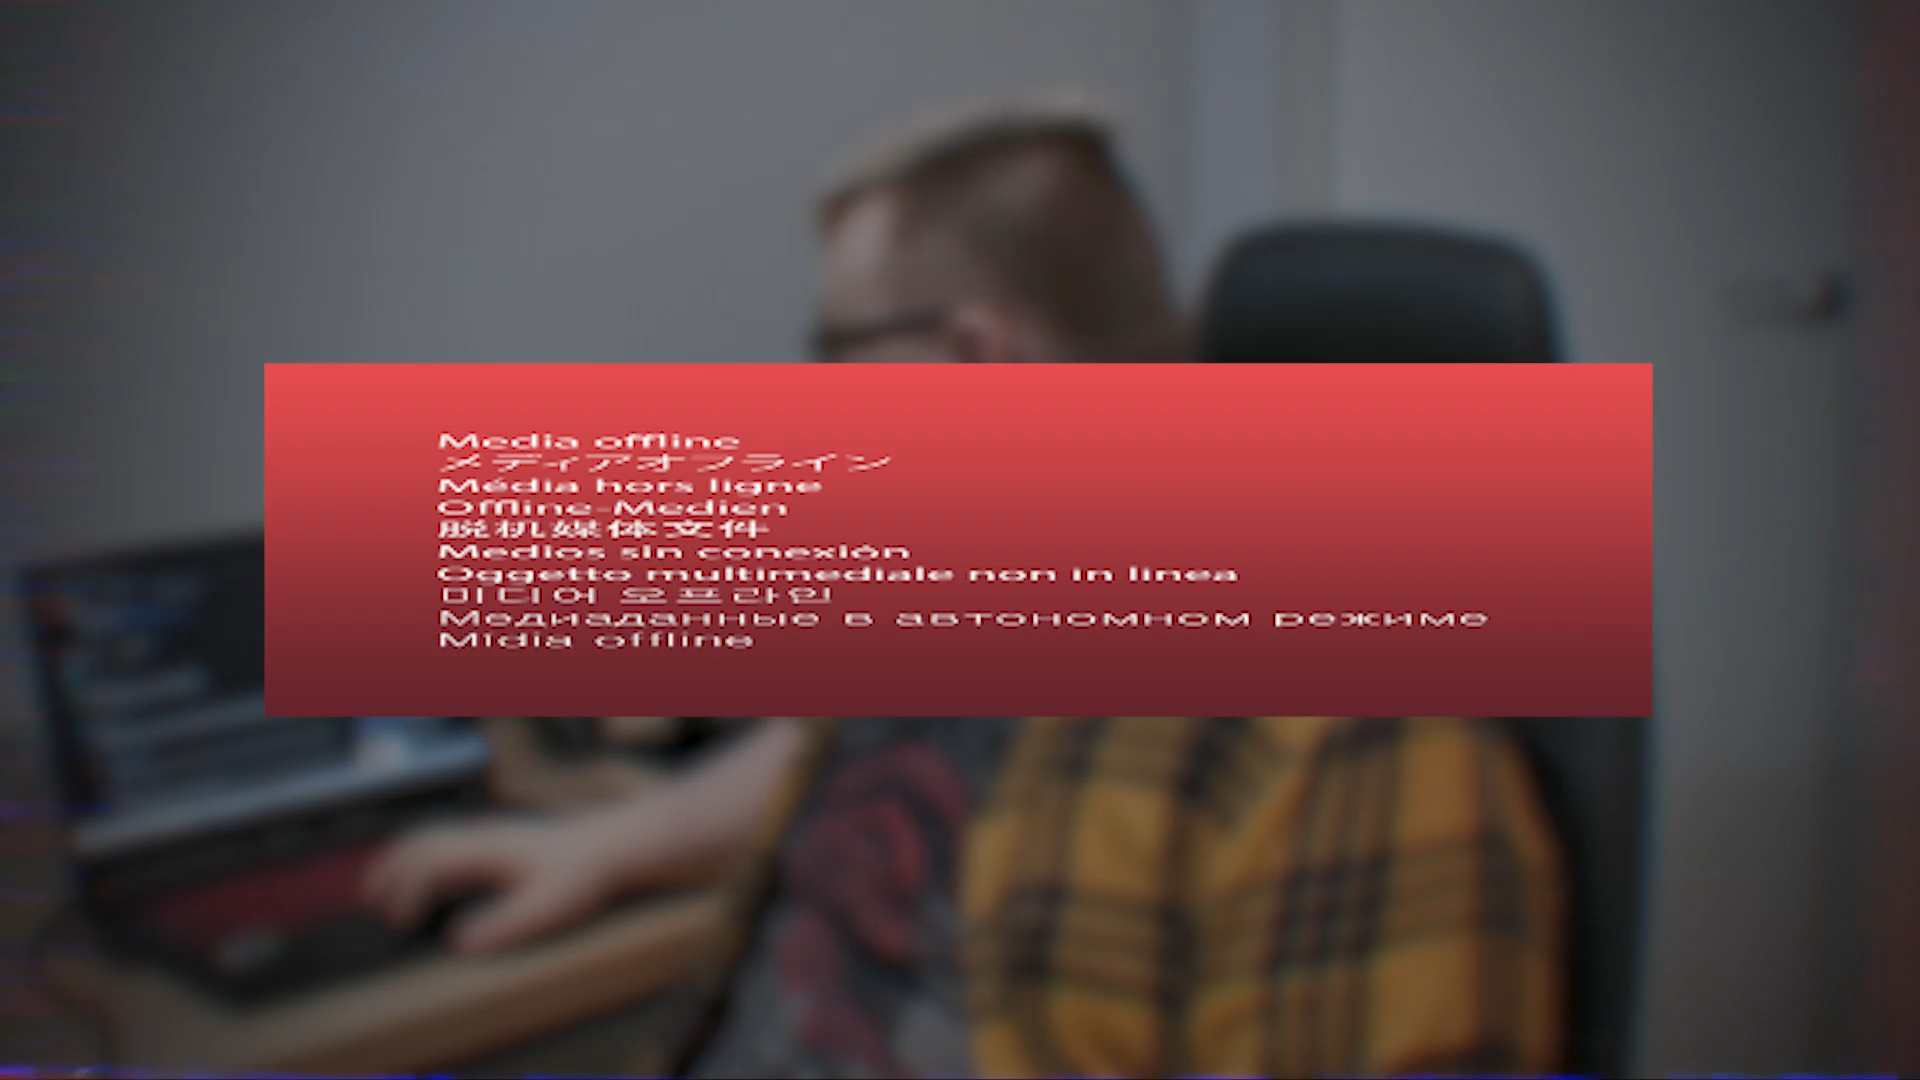 Media offline
メディアオフライン
Média hors ligne
Offline-Medien
脱机媒体文件
Medios sin conexión
Oggetto multimediale non in linea
미디어 오프라인
Медиаданные в автономном режиме
Mídia offline